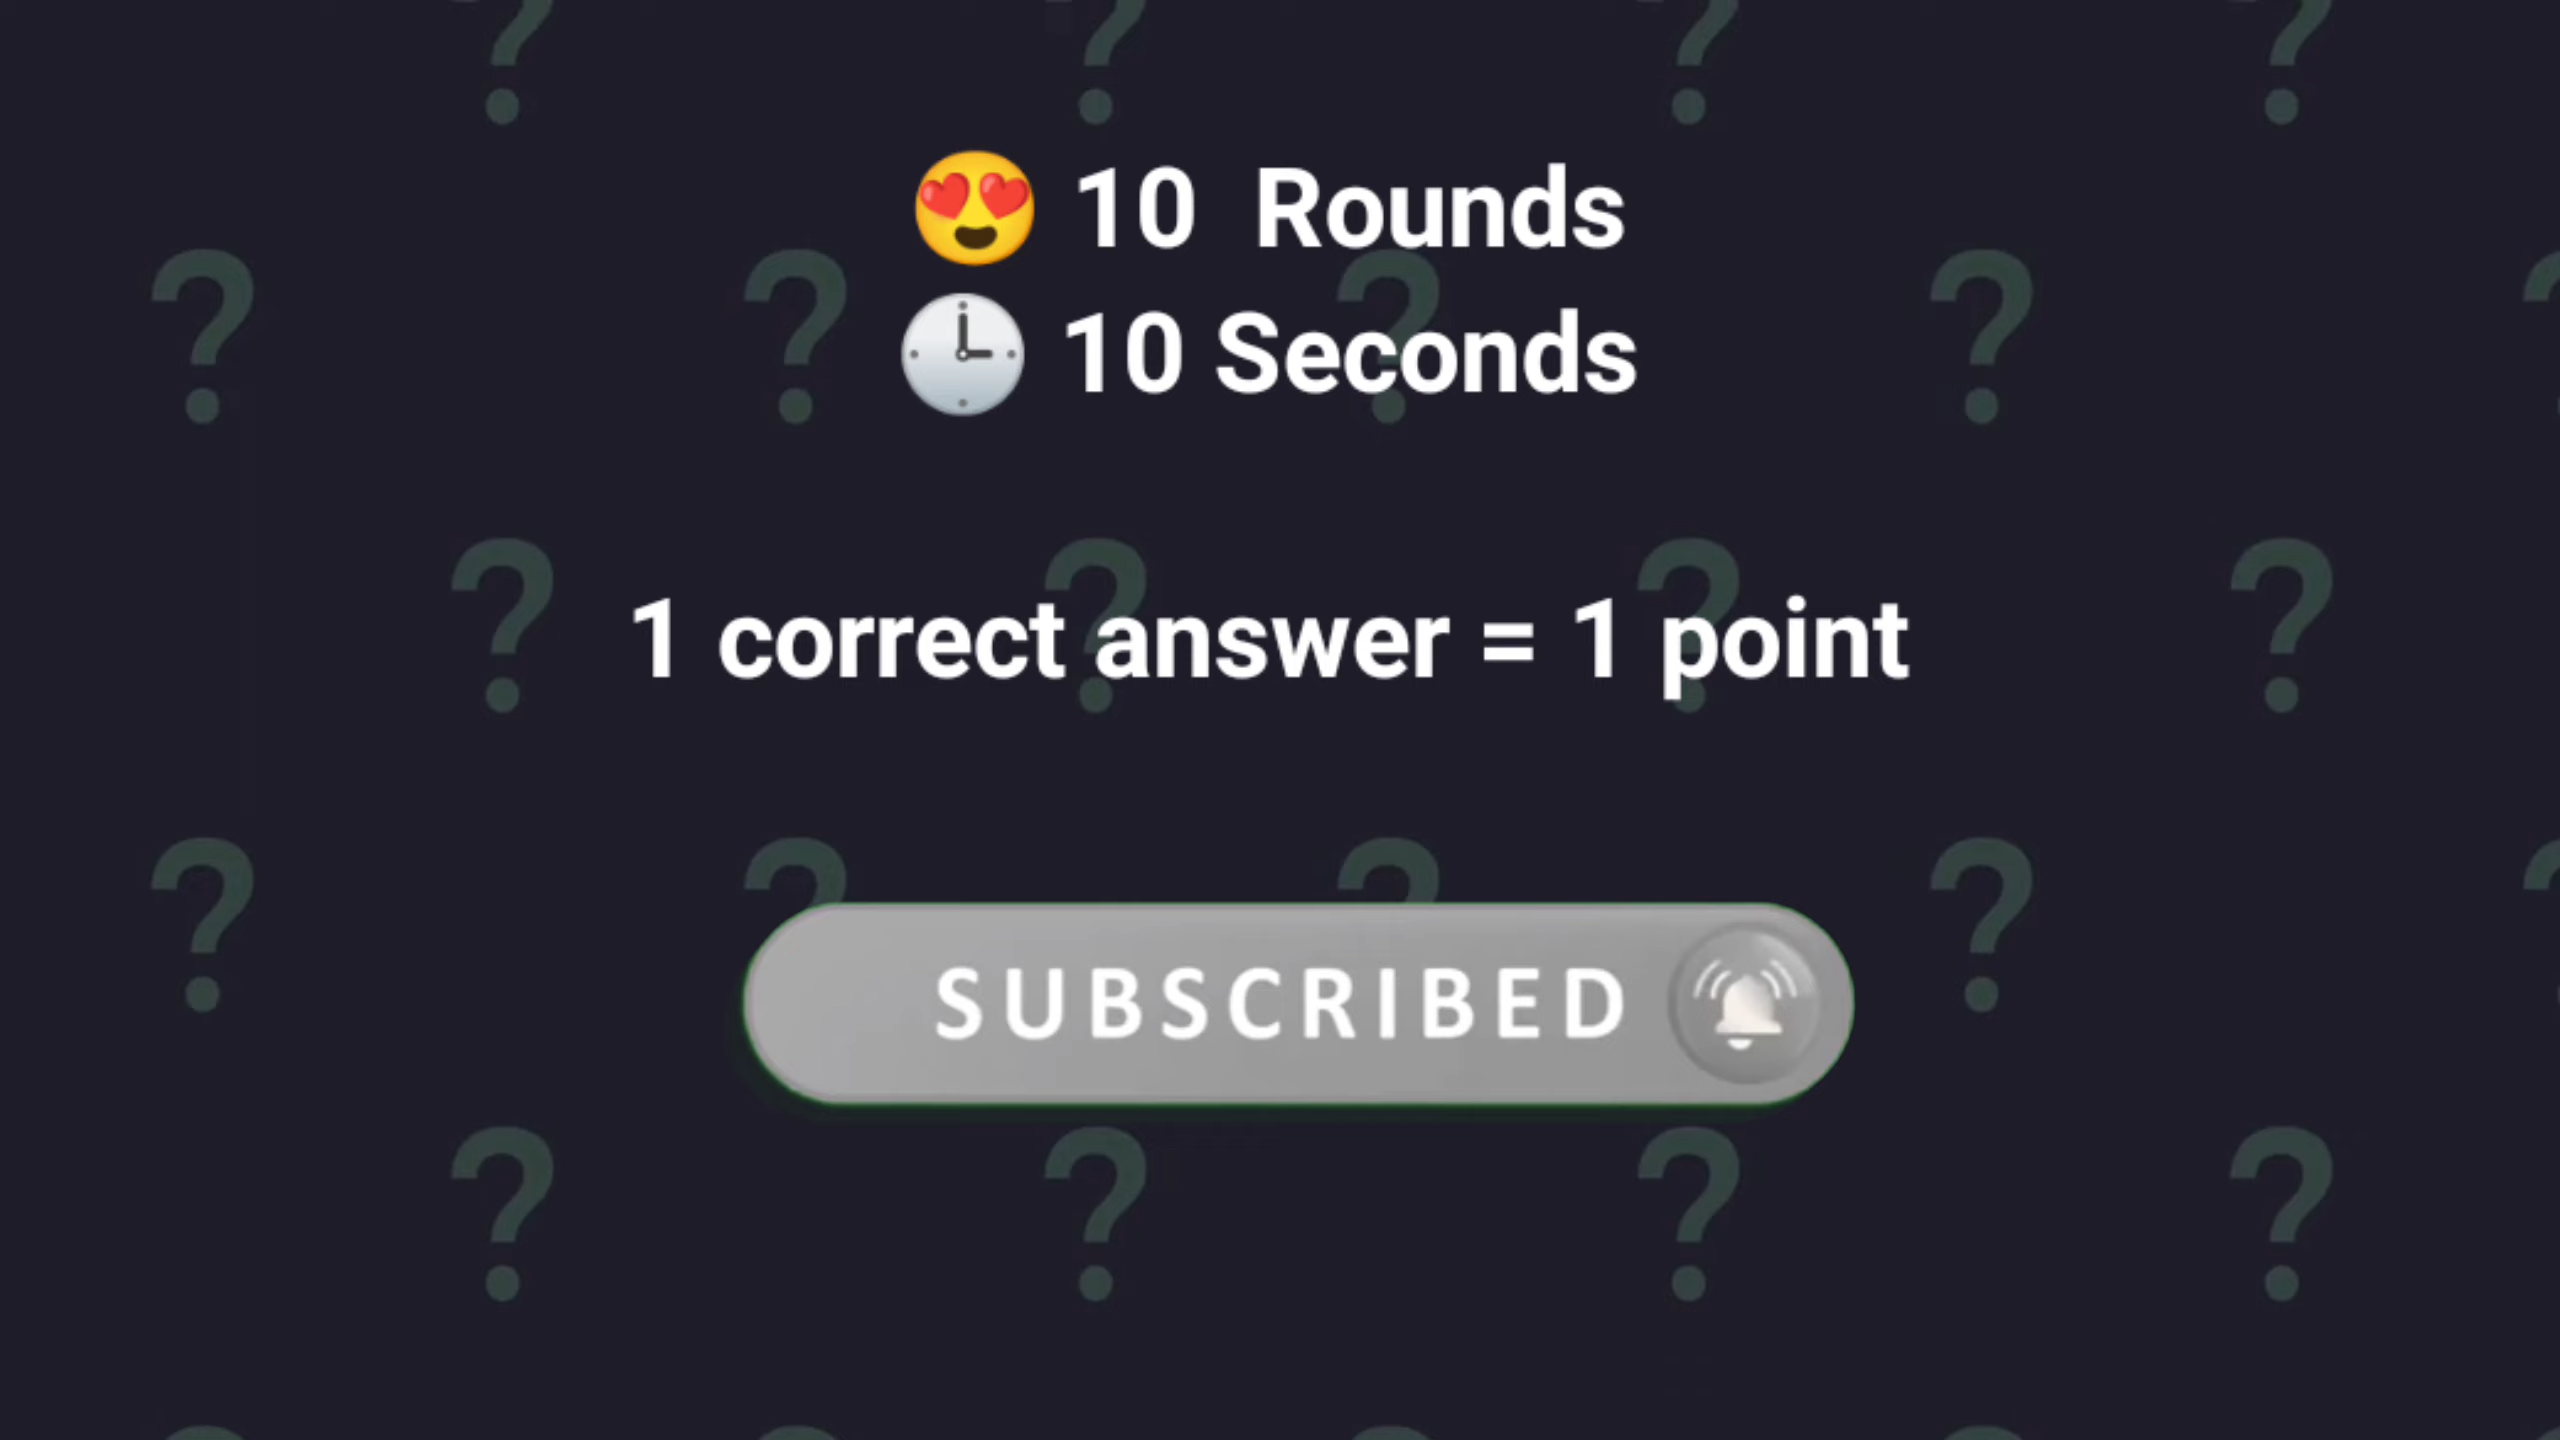 😍 10 Rounds
🕒 10 Seconds
1 correct answer = 1 point
SUBSCRIBED